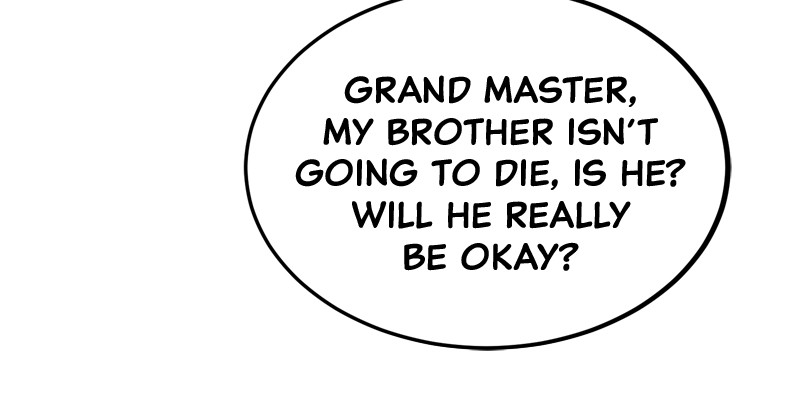 GRAND MASTER,
MY BROTHER ISN'T
GOING TO DIE, IS HE?
WILL HE REALLY
BE OKAY?